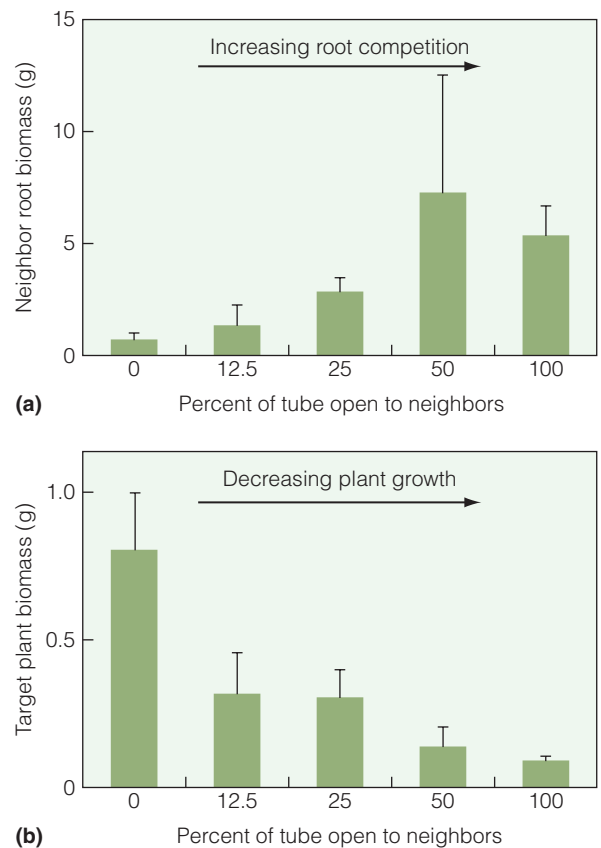 15
Increasing root competition
10
5
0
Neighbor root biomass (g)
0 12.5 25 50 100
(a) Percent of tube open to neighbors
Decreasing plant growth
1.0
0.5
0
Target plant biomass (g)
0 12.5 25 50 100
(b) Percent of tube open to neighbors